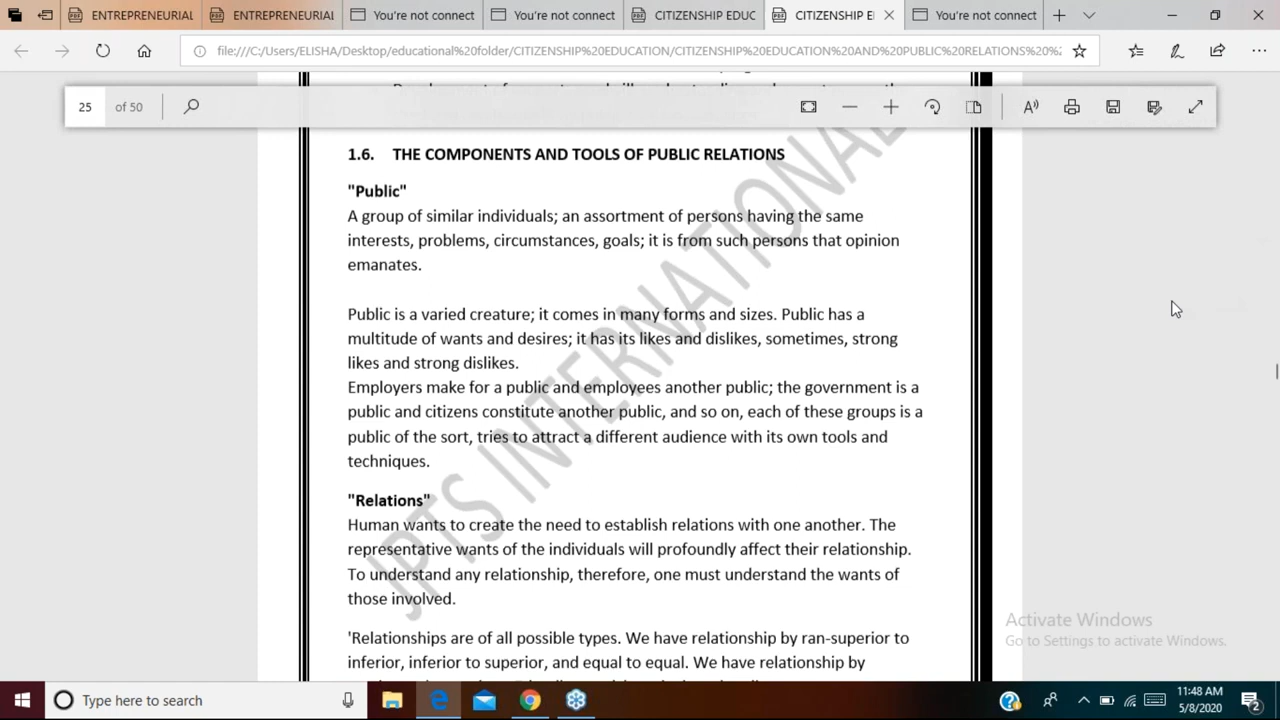 ENTREPRENEURIAL
ENTREPRENEURIAL
You're not connect
You're not connect
CITIZENSHIP EDUC
CITIZENSHIP E
You're not connect
file:///C:/Users/ELISHA/Desktop/educational%20folder/CITIZENSHIP%20EDUCATION/CITIZENSHIP%20EDUCATION%20AND%20PUBLIC%20RELATIONS%20%
25 of 50
1.6. THE COMPONENTS AND TOOLS OF PUBLIC RELATIONS
"Public"
A group of similar individuals; an assortment of persons having the same
interests, problems, circumstances, goals; it is from such persons that opinion
emanates.
Public is a varied creature; it comes in many forms and sizes. Public has a
multitude of wants and desires; it has its likes and dislikes, sometimes, strong
likes and strong dislikes.
Employers make for a public and employees another public; the government is a
public and citizens constitute another public, and so on, each of these groups is a
public of the sort, tries to attract a different audience with its own tools and
techniques.
"Relations"
Human wants to create the need to establish relations with one another. The
representative wants of the individuals will profoundly affect their relationship.
To understand any relationship, therefore, one must understand the wants of
those involved.
'Relationships are of all possible types. We have relationship by ran-superior to
inferior, inferior to superior, and equal to equal. We have relationship by
JPTS INTERNATIONAL
Activate Windows
Go to Settings to activate Windows.
Type here to search
11:48 AM
5/8/2020
2